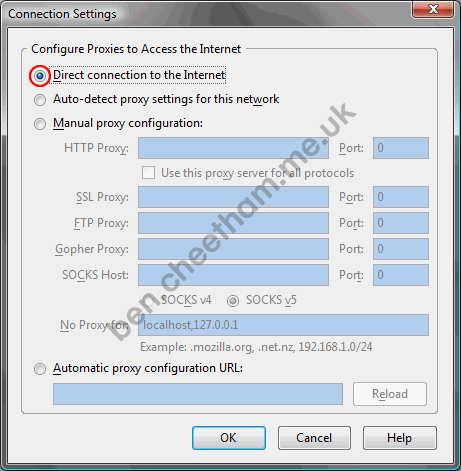 Connection Settings
Configure Proxies to Access the Internet
Direct connection to the Internet
Auto-detect proxy settings for this network
Manual proxy configuration:
HTTP Proxy: Port: 0
Use this proxy server for all protocols
SSL Proxy: Port: 0
FTP Proxy: Port: 0
Gopher Proxy: Port: 0
SOCKS Host: Port: 0
SOCKS v4 SOCKS v5
No Proxy for: localhost,127.0.0.1
Example: .mozilla.org, .net.nz, 192.168.1.0/24
Automatic proxy configuration URL:
Reload
OK Cancel Help
ben.cheetham.me.uk